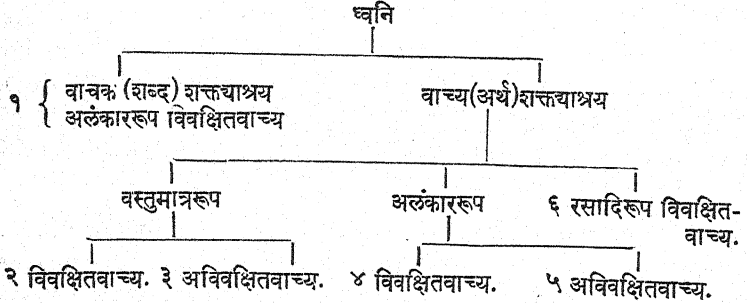 ध्वनि
१ { वाचक (शब्द) शक्त्याश्रय
अलंकाररूप विवक्षितवाच्य
वाच्य(अर्थ)शक्त्याश्रय
वस्तुमात्ररूप
अलंकाररूप
६ रसादिरूप विवक्षित-
वाच्य.
२ विवक्षितवाच्य. ३ अविवक्षितवाच्य. ४ विवक्षितवाच्य. ५ अविवक्षितवाच्य.